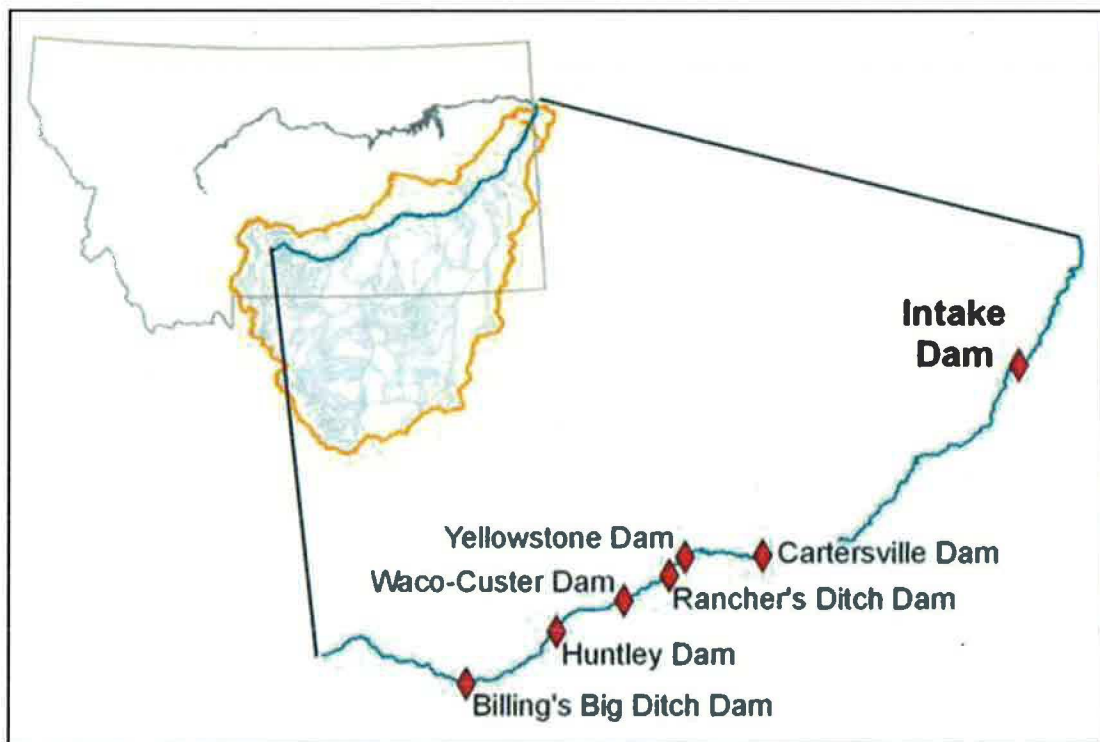 Intake
Dam
Yellowstone Dam
Cartersville Dam
Waco-Custer Dam
Rancher's Ditch Dam
Huntley Dam
Billing's Big Ditch Dam